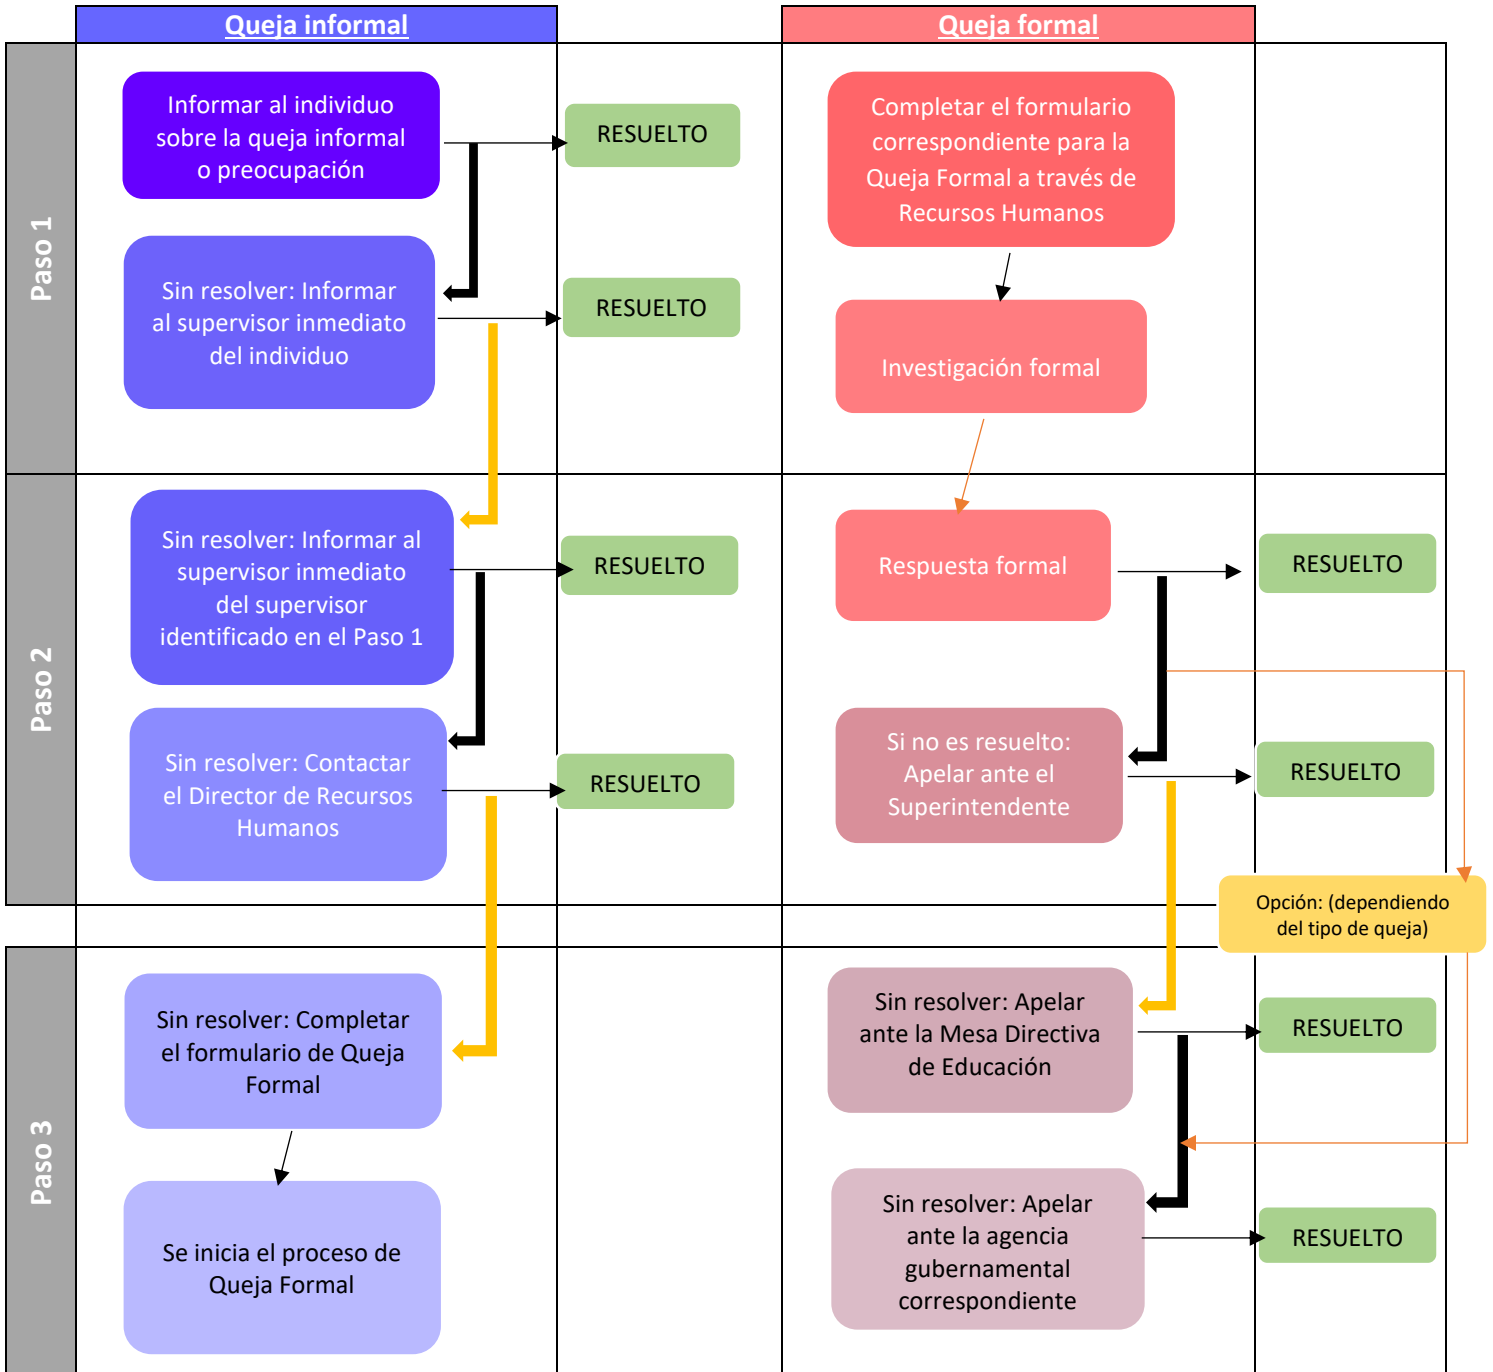 Queja informal
Queja formal
Paso 1
Informar al individuo
sobre la queja informal
o preocupación
RESUELTO
Sin resolver: Informar
al supervisor inmediato
del individuo
RESUELTO
Completar el formulario
correspondiente para la
Queja Formal a través de
Recursos Humanos
Investigación formal
Paso 2
Sin resolver: Informar al
supervisor inmediato
del supervisor
identificado en el Paso 1
RESUELTO
Sin resolver: Contactar
el Director de Recursos
Humanos
RESUELTO
Respuesta formal
RESUELTO
Si no es resuelto:
Apelar ante el
Superintendente
RESUELTO
Opción: (dependiendo
del tipo de queja)
Paso 3
Sin resolver: Completar
el formulario de Queja
Formal
Se inicia el proceso de
Queja Formal
Sin resolver: Apelar
ante la Mesa Directiva
de Educación
RESUELTO
Sin resolver: Apelar
ante la agencia
gubernamental
correspondiente
RESUELTO